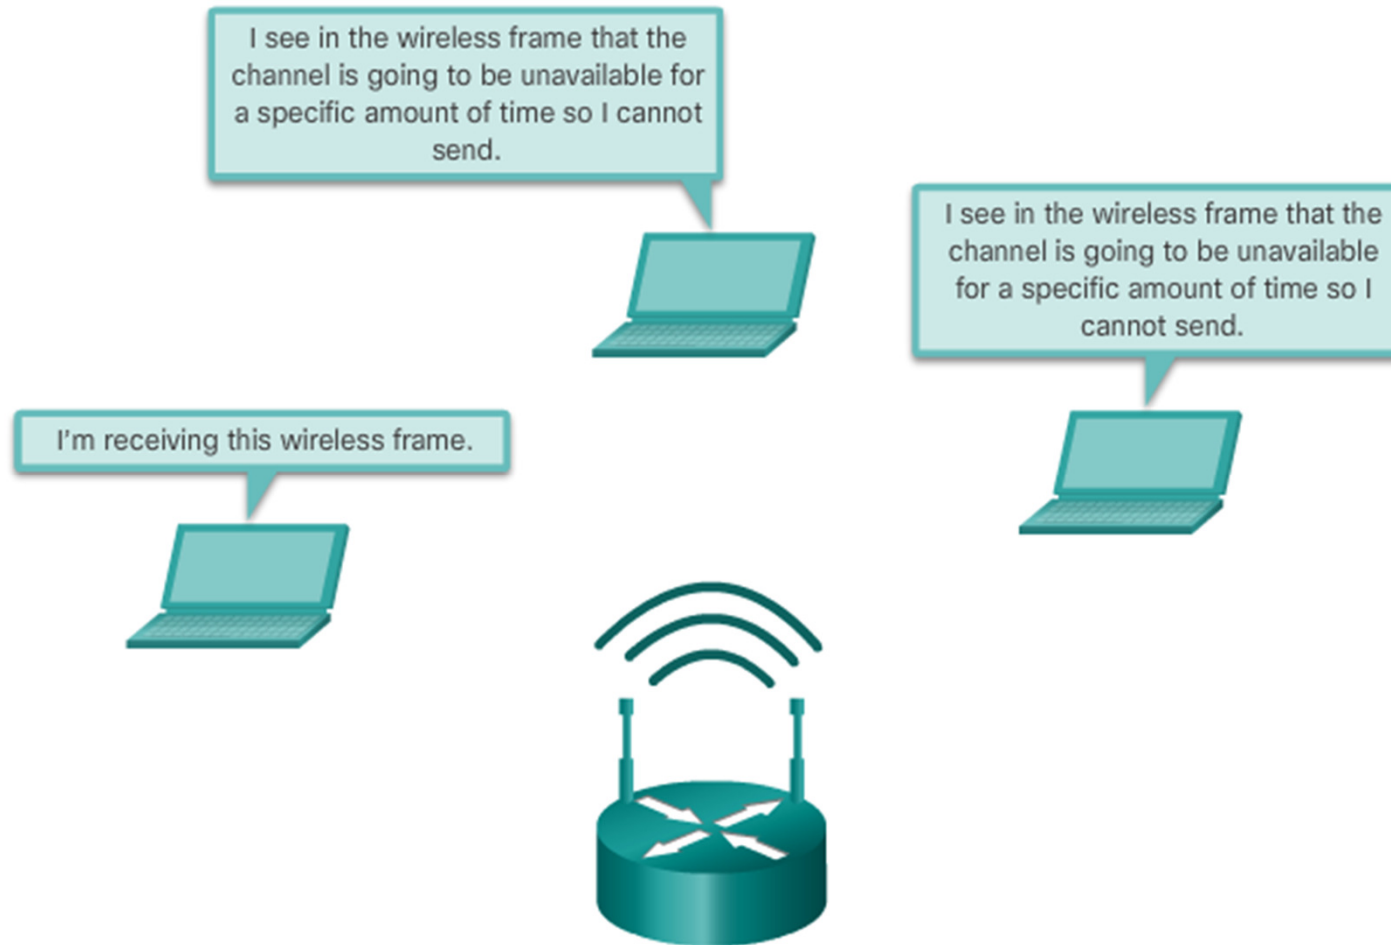 I see in the wireless frame that the
channel is going to be unavailable for
a specific amount of time so I cannot
send.
I see in the wireless frame that the
channel is going to be unavailable
for a specific amount of time so I
cannot send.
I’m receiving this wireless frame.